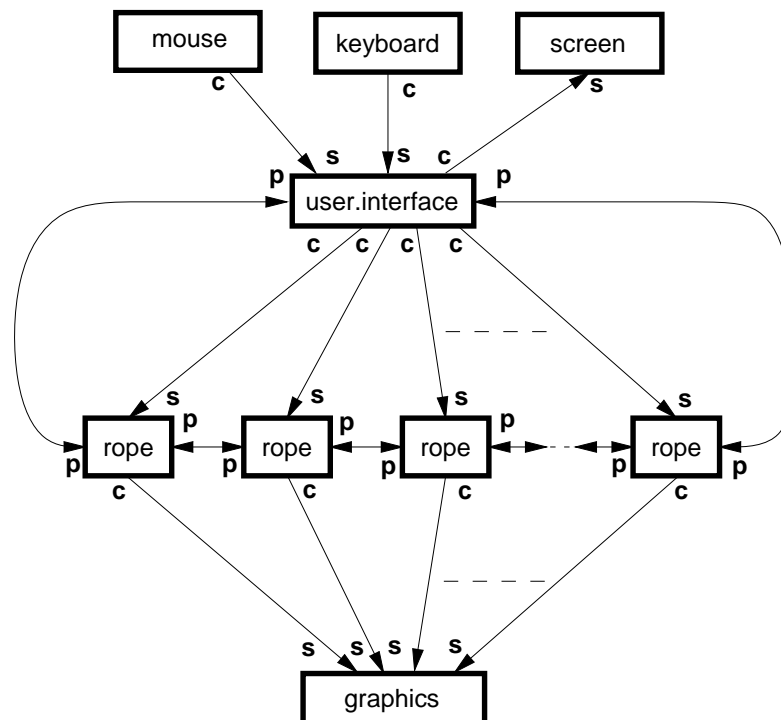 mouse keyboard screen
c c s
s s c
p p
user.interface
c c c c
s s s s
p p p
rope rope rope rope
p p p p p
c c c c
s s s s
graphics